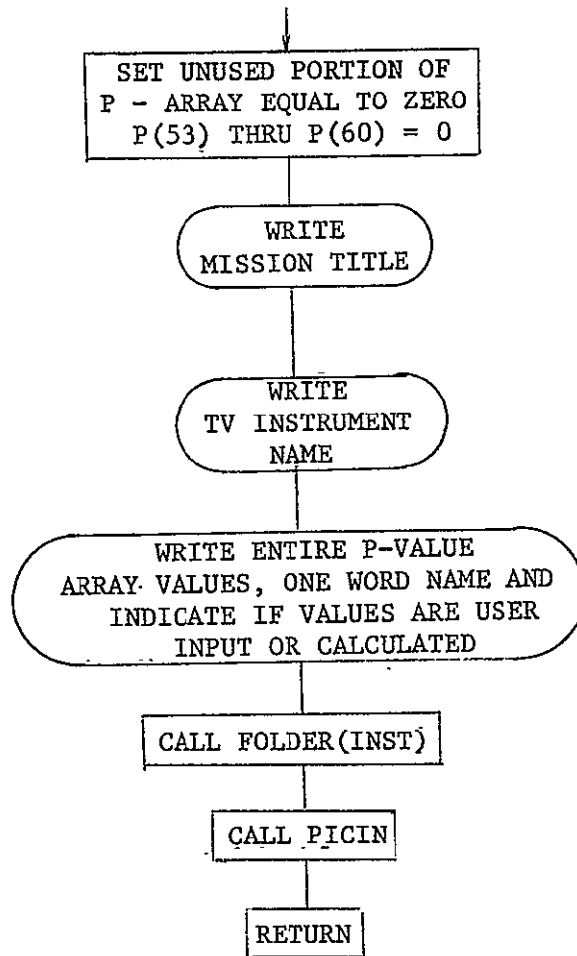 SET UNUSED PORTION OF
P - ARRAY EQUAL TO ZERO
P(53) THRU P(60) = 0
WRITE
MISSION TITLE
WRITE
TV INSTRUMENT
NAME
WRITE ENTIRE P-VALUE
ARRAY VALUES, ONE WORD NAME AND
INDICATE IF VALUES ARE USER
INPUT OR CALCULATED
CALL FOLDER(INST)
CALL PICIN
RETURN